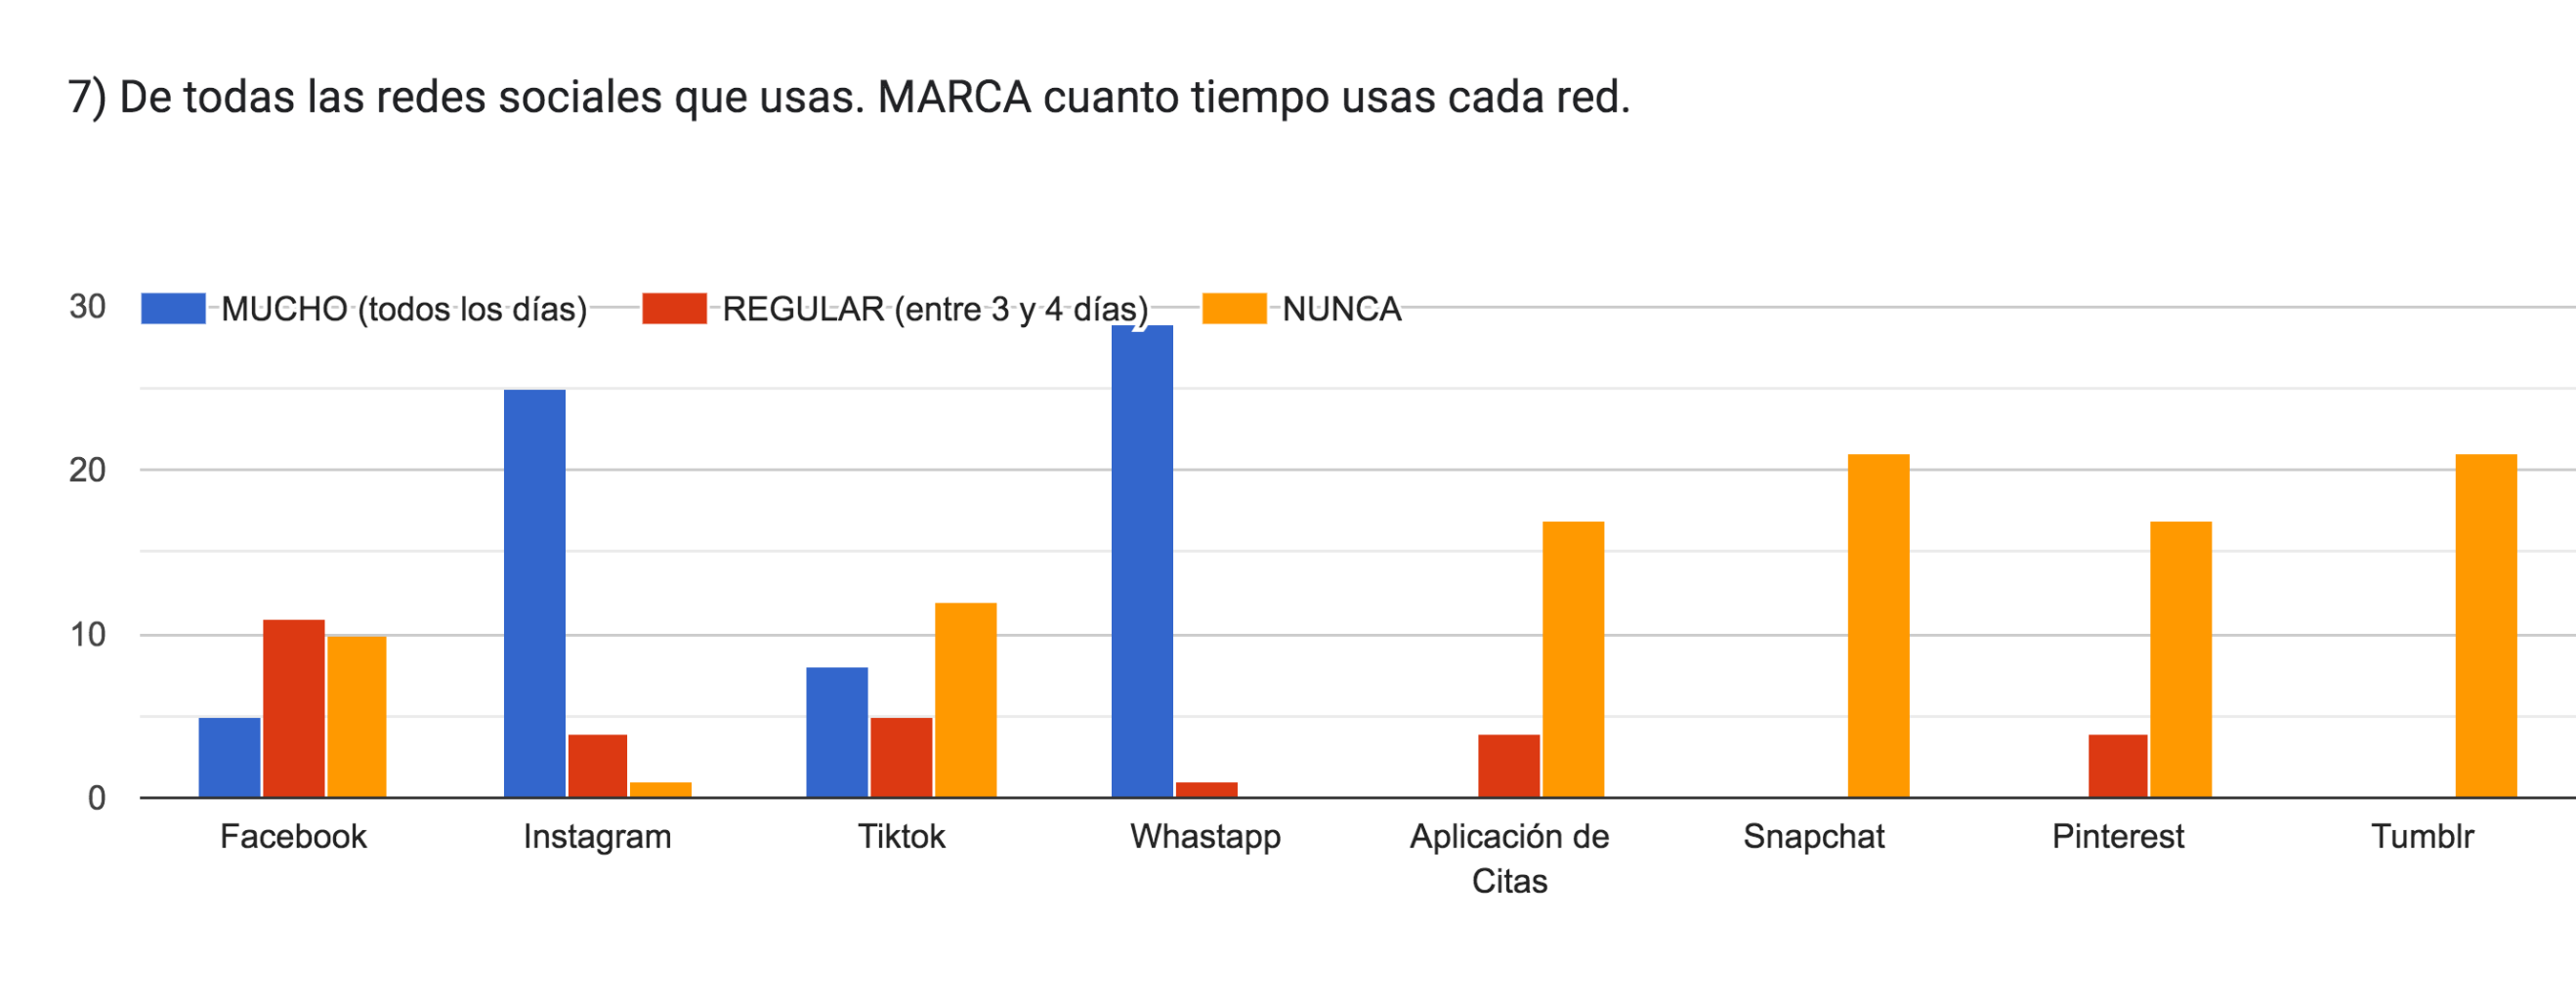 7) De todas las redes sociales que usas. MARCA cuanto tiempo usas cada red.
MUCHO (todos los días) REGULAR (entre 3 y 4 días) NUNCA
30
20
10
0
Facebook Instagram Tiktok Whastapp Aplicación de Citas Snapchat Pinterest Tumblr